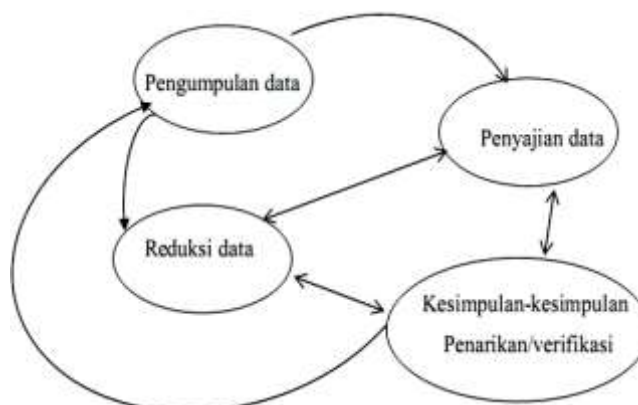 Pengumpulan data
Penyajian data
Reduksi data
Kesimpulan-kesimpulan
Penarikan/verifikasi